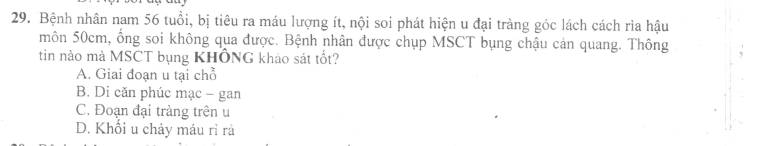 29. Bệnh nhân nam 56 tuổi, bị tiêu ra máu lượng ít, nội soi phát hiện u đại tràng góc lách cách rìa hậu
môn 50cm, ống soi không qua được. Bệnh nhân được chụp MSCT bụng chậu cản quang. Thông
tin nào mà MSCT bụng KHÔNG khảo sát tốt?
A. Giai đoạn u tại chỗ
B. Di căn phúc mạc – gan
C. Đoạn đại tràng trên u
D. Khối u chảy máu rỉ rả